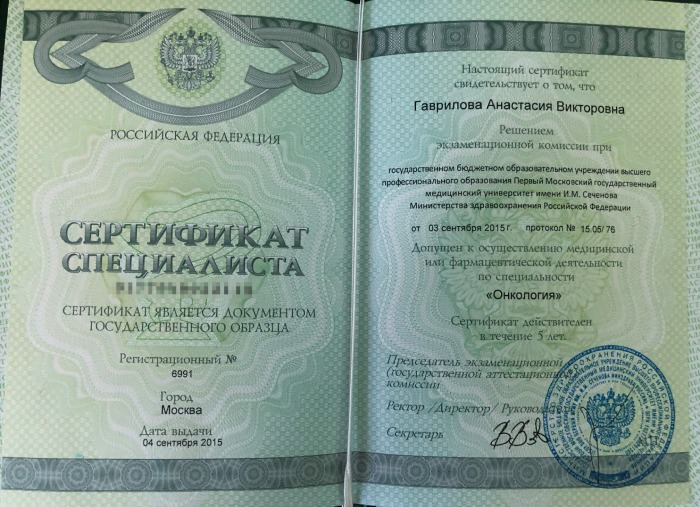 РОССИЙСКАЯ ФЕДЕРАЦИЯ
СЕРТИФИКАТ
СПЕЦИАЛИСТА
СЕРТИФИКАТ ЯВЛЯЕТСЯ ДОКУМЕНТОМ
ГОСУДАРСТВЕННОГО ОБРАЗЦА
Регистрационный №
6991
Город
Москва
Дата выдачи
04 сентября 2015
Настоящий сертификат
свидетельствует о том, что
Гаврилова Анастасия Викторовна
Решением
экзаменационной комиссии при
государственном бюджетном образовательном учреждении высшего
профессионального образования Первый Московский государственный
медицинский университет имени И.М. Сеченова
Министерства здравоохранения Российской Федерации
от 03 сентября 2015 г. протокол № 15.05/76
Допущен к осуществлению медицинской
или фармацевтической деятельности
по специальности
«Онкология»
Сертификат действителен
в течение 5 лет.
Председатель экзаменационной
(государственной аттестационной)
комиссии
Ректор / Директор / Руководитель
Секретарь